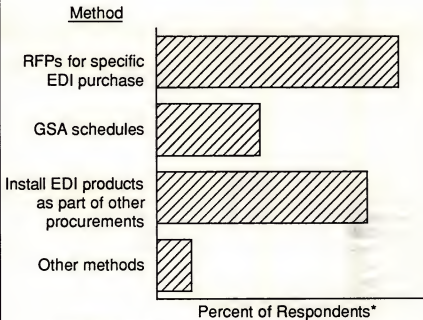 Method
RFPs for specific
EDI purchase
GSA schedules
Install EDI products
as part of other
procurements
Other methods
Percent of Respondents*